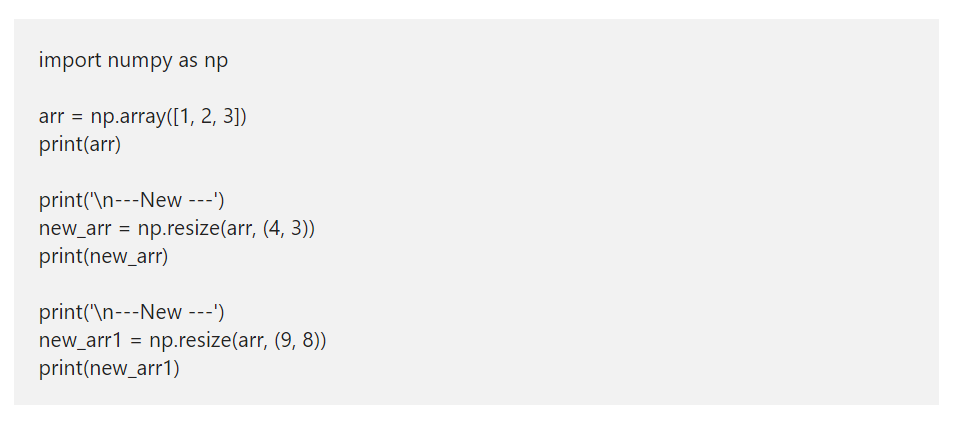 import numpy as np
arr = np.array([1, 2, 3])
print(arr)
print('\n---New ---')
new_arr = np.resize(arr, (4, 3))
print(new_arr)
print('\n---New ---')
new_arr1 = np.resize(arr, (9, 8))
print(new_arr1)